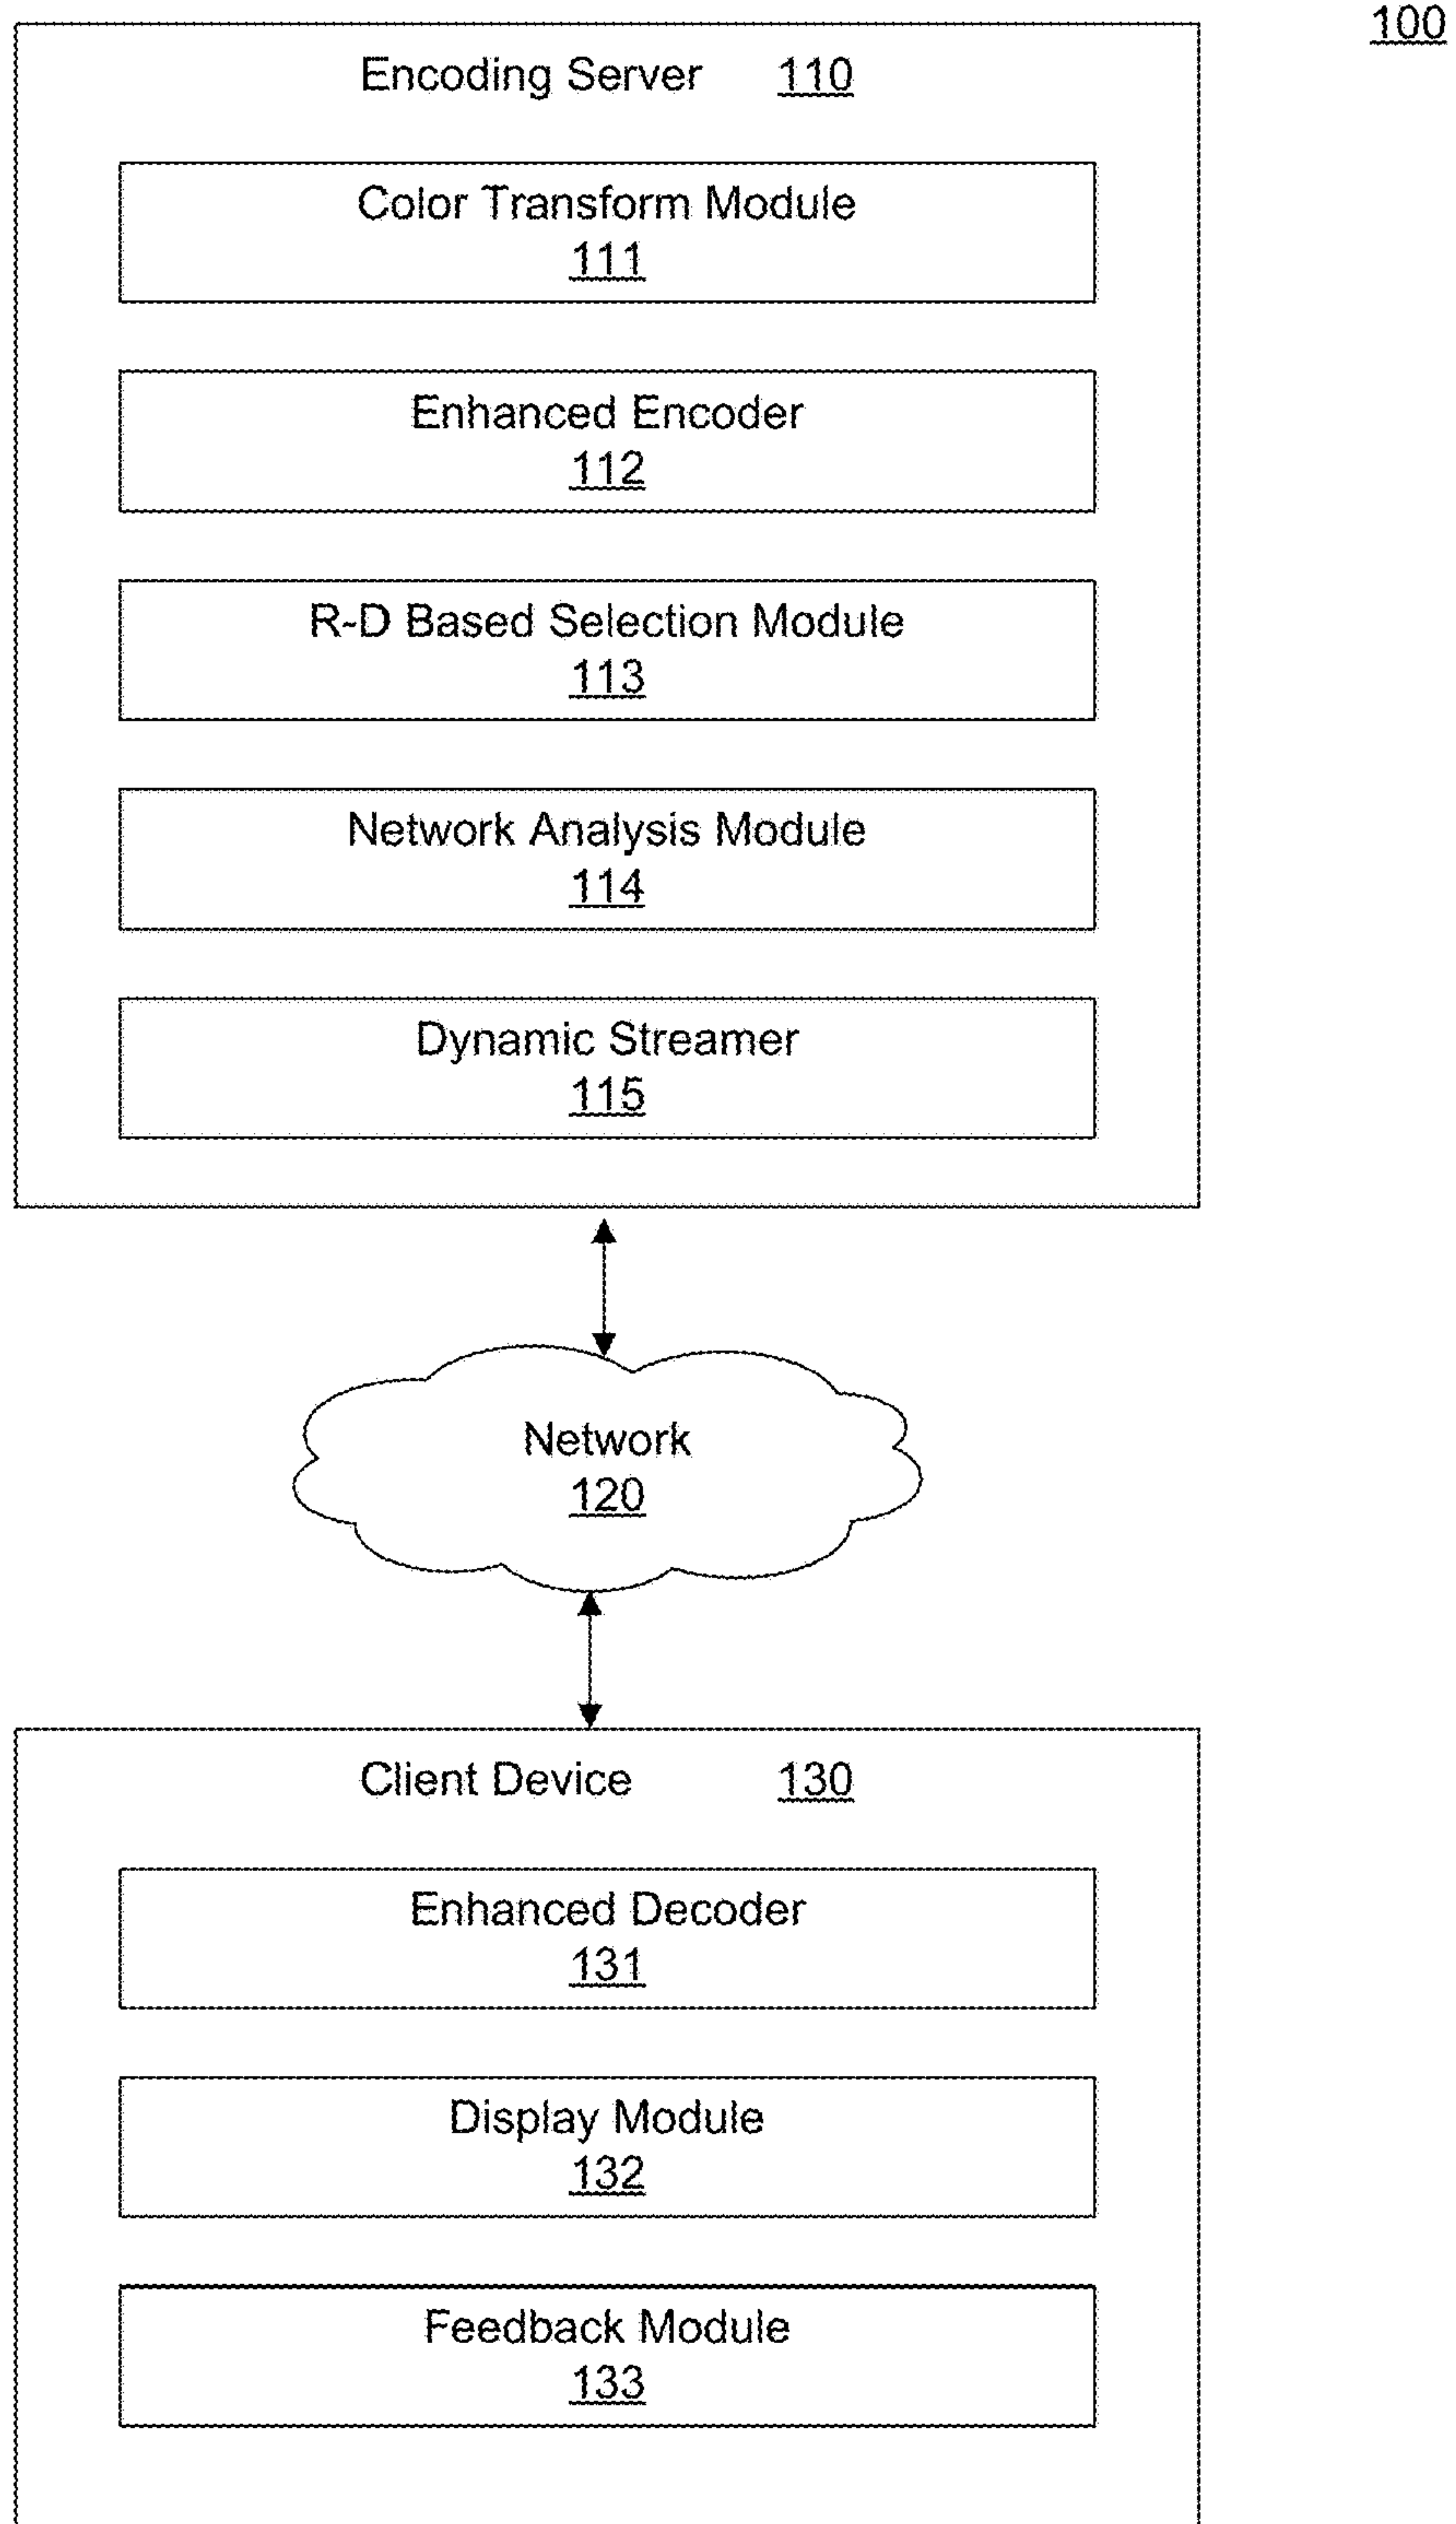 100
Encoding Server 110
Color Transform Module
111
Enhanced Encoder
112
R-D Based Selection Module
113
Network Analysis Module
114
Dynamic Streamer
115
Network
120
Client Device 130
Enhanced Decoder
131
Display Module
132
Feedback Module
133